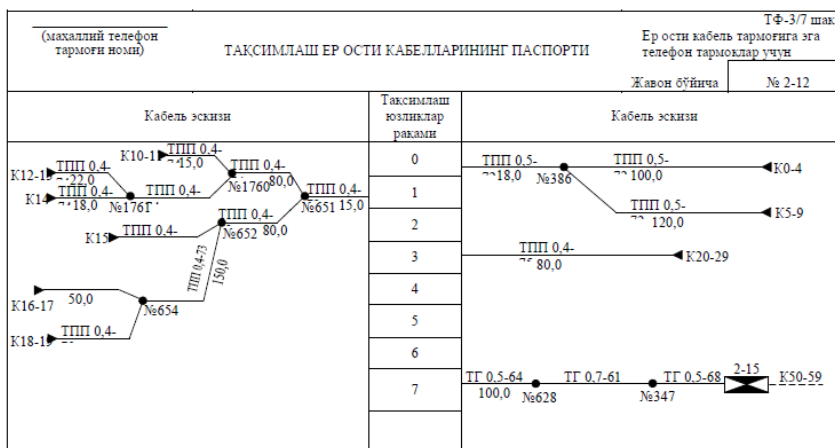 ТФ-3/7 шак
(махаллий телефон
тармоғи номи)
ТАҚСИМЛАШ ЕР ОСТИ КАБЕЛЛАРИНИНГ ПАСПОРТИ
Ер ости кабель тармоғига эга
телефон тармоклар учун
Жавон бўйича
№ 2-12
Кабель эскизи
Тақсимлаш
юзликлар
рақами
Кабель эскизи
К10-1
ТПП 0,4-
15,0
К12-13
ТПП 0,4-
22,0
ТПП 0,4-
80,0
№1760
К14
ТПП 0,4-
18,0
ТПП 0,4-
№1761
ТПП 0,4-
№651
15,0
К15
ТПП 0,4-
ТПП 0,4-
№652
80,0
ТПП 0,4-73
150,0
К16-17
50,0
№654
К18-19
ТПП 0,4-
0
1
2
3
4
5
6
7
ТПП 0,5-
18,0
№386
ТПП 0,5-
100,0
К0-4
ТПП 0,5-
120,0
К5-9
ТПП 0,4-
80,0
К20-29
ТГ 0,5-64
100,0
№628
ТГ 0,7-61
№347
ТГ 0,5-68
2-15
К50-59